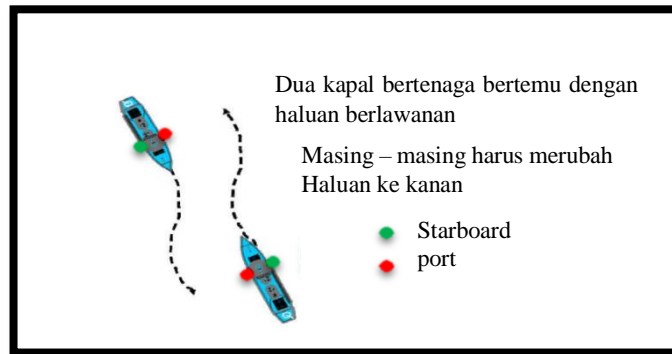 Dua kapal bertenaga bertemu dengan
haluan berlawanan
Masing – masing harus merubah
Haluan ke kanan
Starboard
port